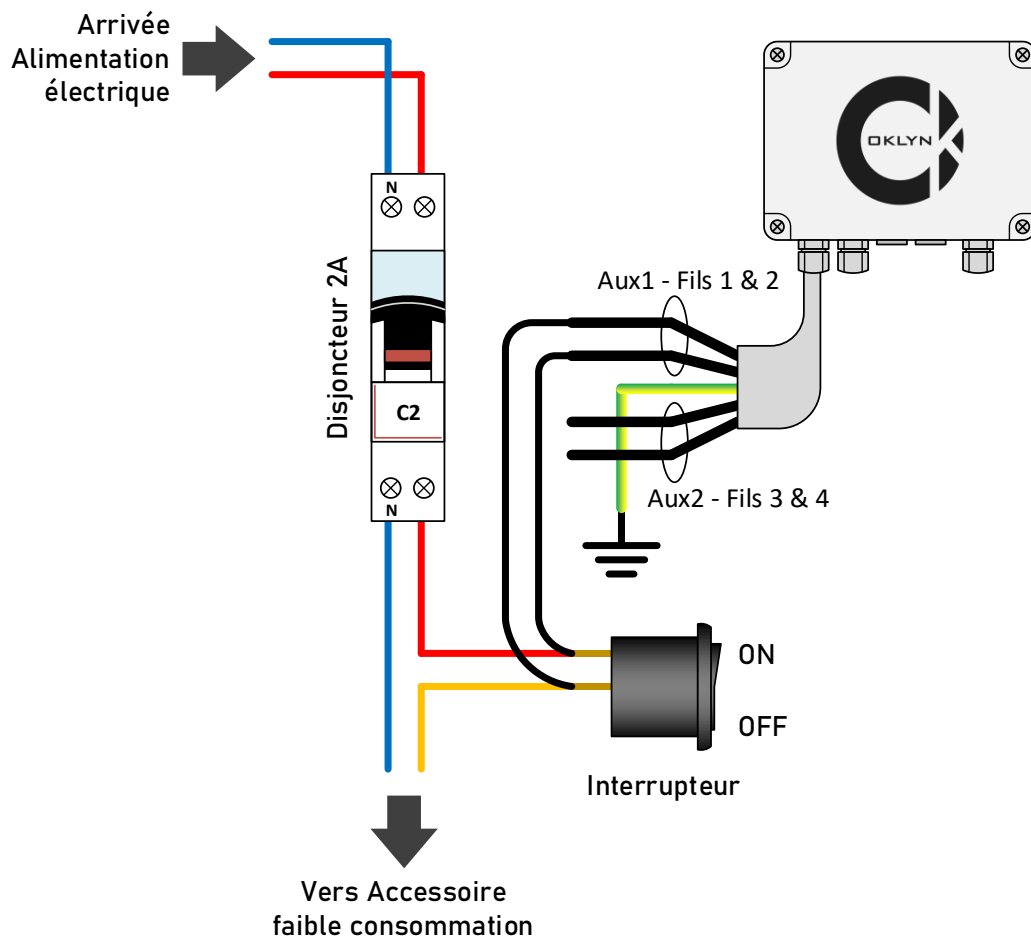 Arrivée
Alimentation
électrique
N
OKLYN
Disjoncteur 2A
Aux1 - Fils 1 & 2
C2
Aux2 - Fils 3 & 4
N
ON
OFF
Interrupteur
Vers Accessoire
faible consommation